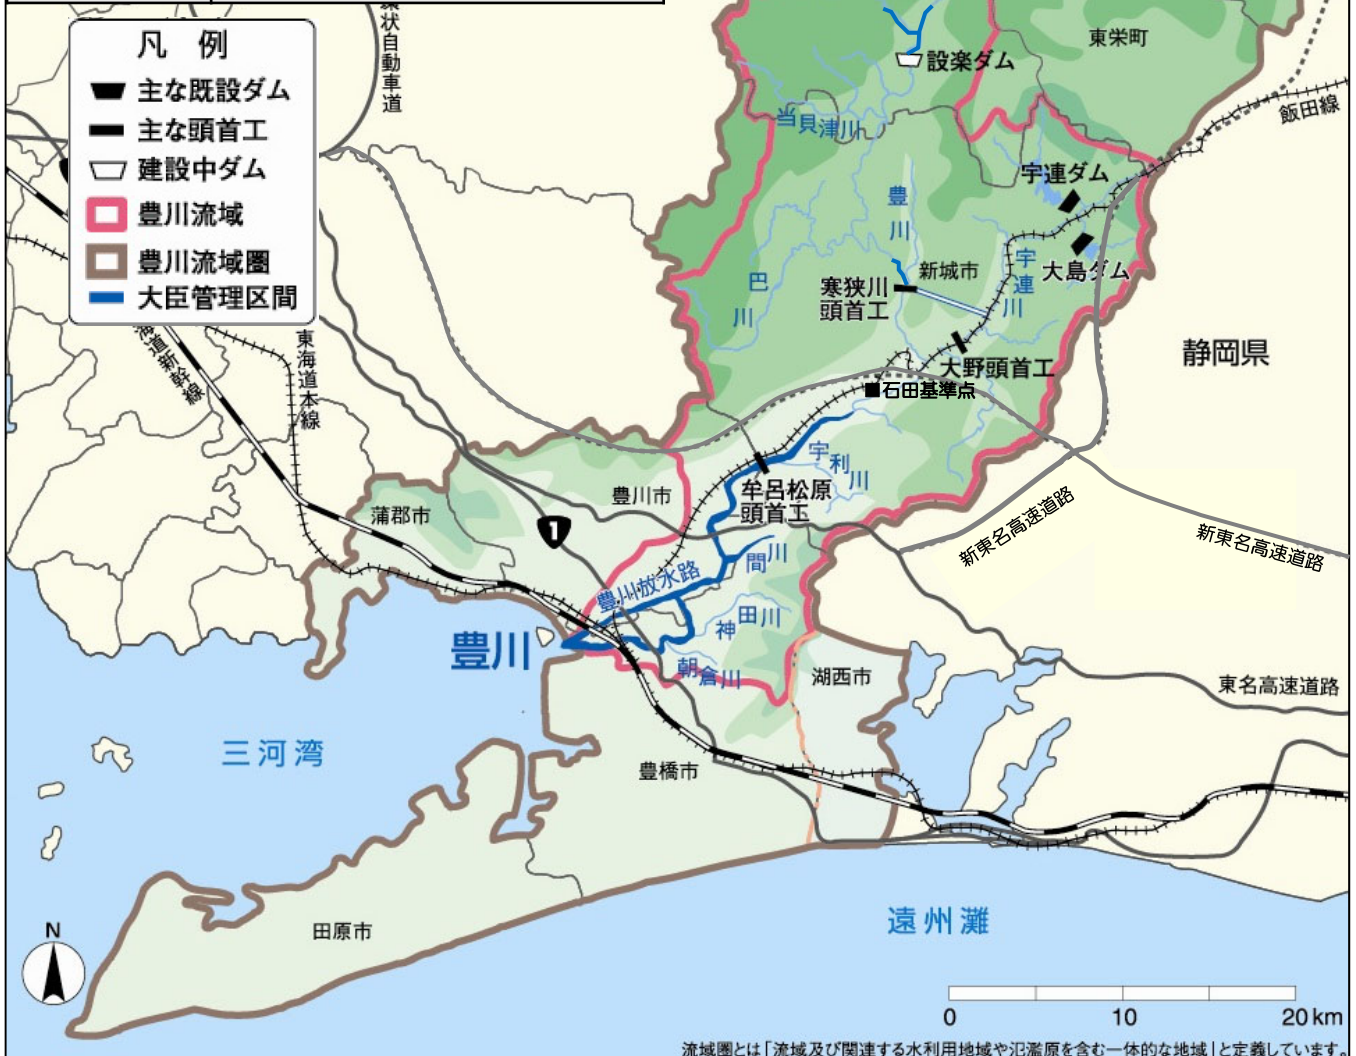 凡 例
主な既設ダム
主な頭首工
建設中ダム
豊川流域
豊川流域圏
大臣管理区間
環状自動車道
東栄町
設楽ダム
当貝津川
飯田線
宇連ダム
豊川
新城市
宇連川
大島ダム
巴川
寒狭川
頭首工
静岡県
海道新幹線
東海道本線
大野頭首工
石田基準点
宇利川
豊川市
牟呂松原
頭首工
蒲郡市
1
新東名高速道路
新東名高速道路
間川
豊川放水路
神田川
豊川
朝倉川
湖西市
東名高速道路
三河湾
豊橋市
田原市
遠州灘
N
0 10 20 km
流域圏とは「流域及び関連する水利用地域や氾濫原を含む一体的な地域」と定義しています。